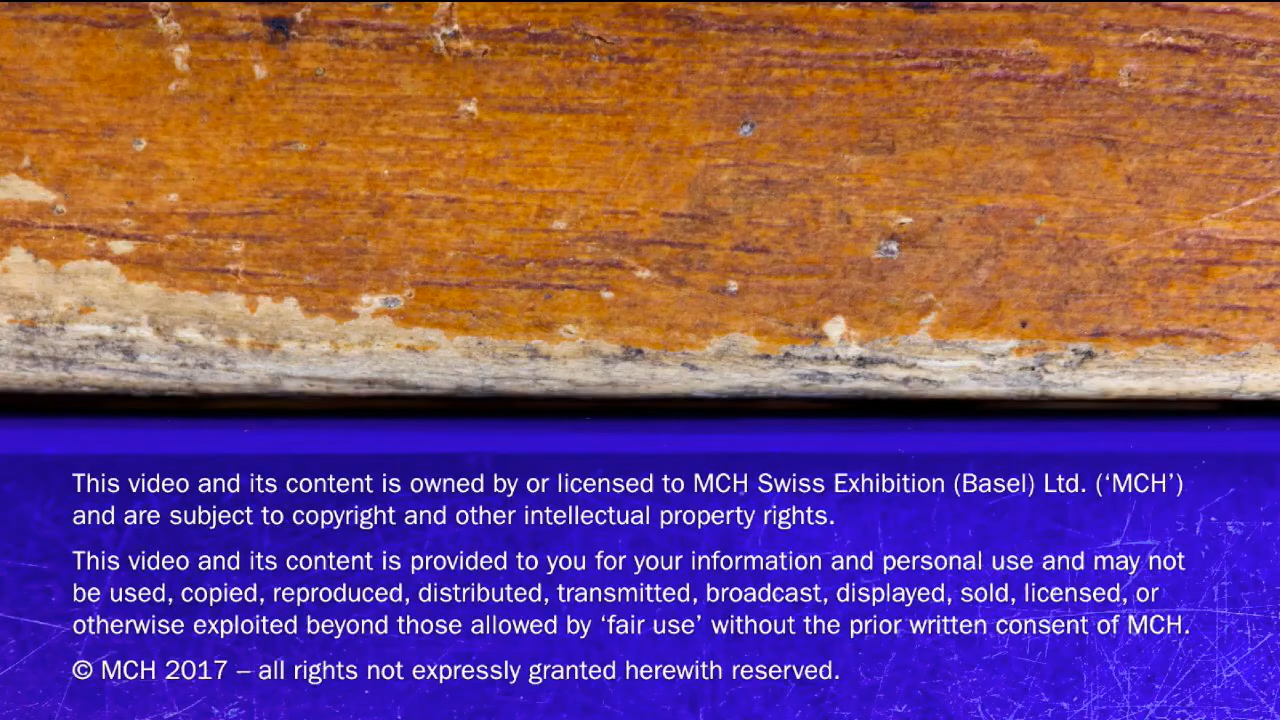 This video and its content is owned by or licensed to MCH Swiss Exhibition (Basel) Ltd. (‘MCH’)
and are subject to copyright and other intellectual property rights.
This video and its content is provided to you for your information and personal use and may not
be used, copied, reproduced, distributed, transmitted, broadcast, displayed, sold, licensed, or
otherwise exploited beyond those allowed by ‘fair use’ without the prior written consent of MCH.
© MCH 2017 – all rights not expressly granted herewith reserved.